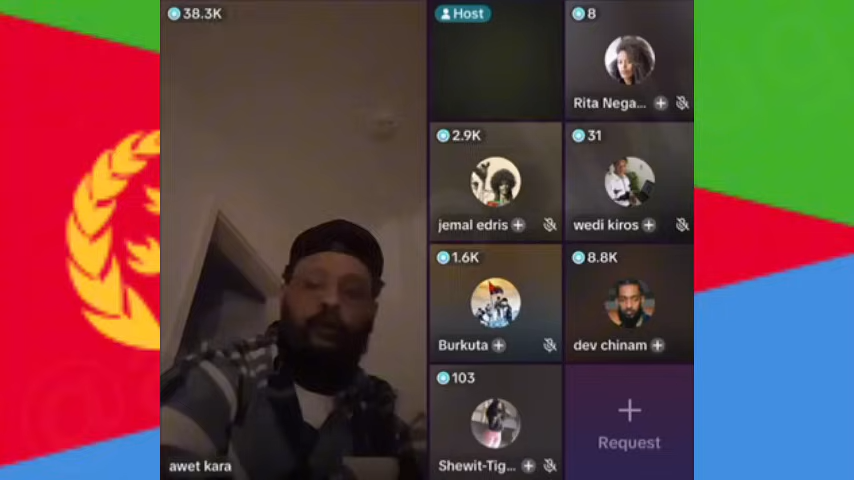 38.3K
Host
8
Rita Nega...
2.9K
31
jemal edris
wedi kiros
1.6K
8.8K
Burkuta
dev chinam
103
Request
Shewit-Tig...
awet kara